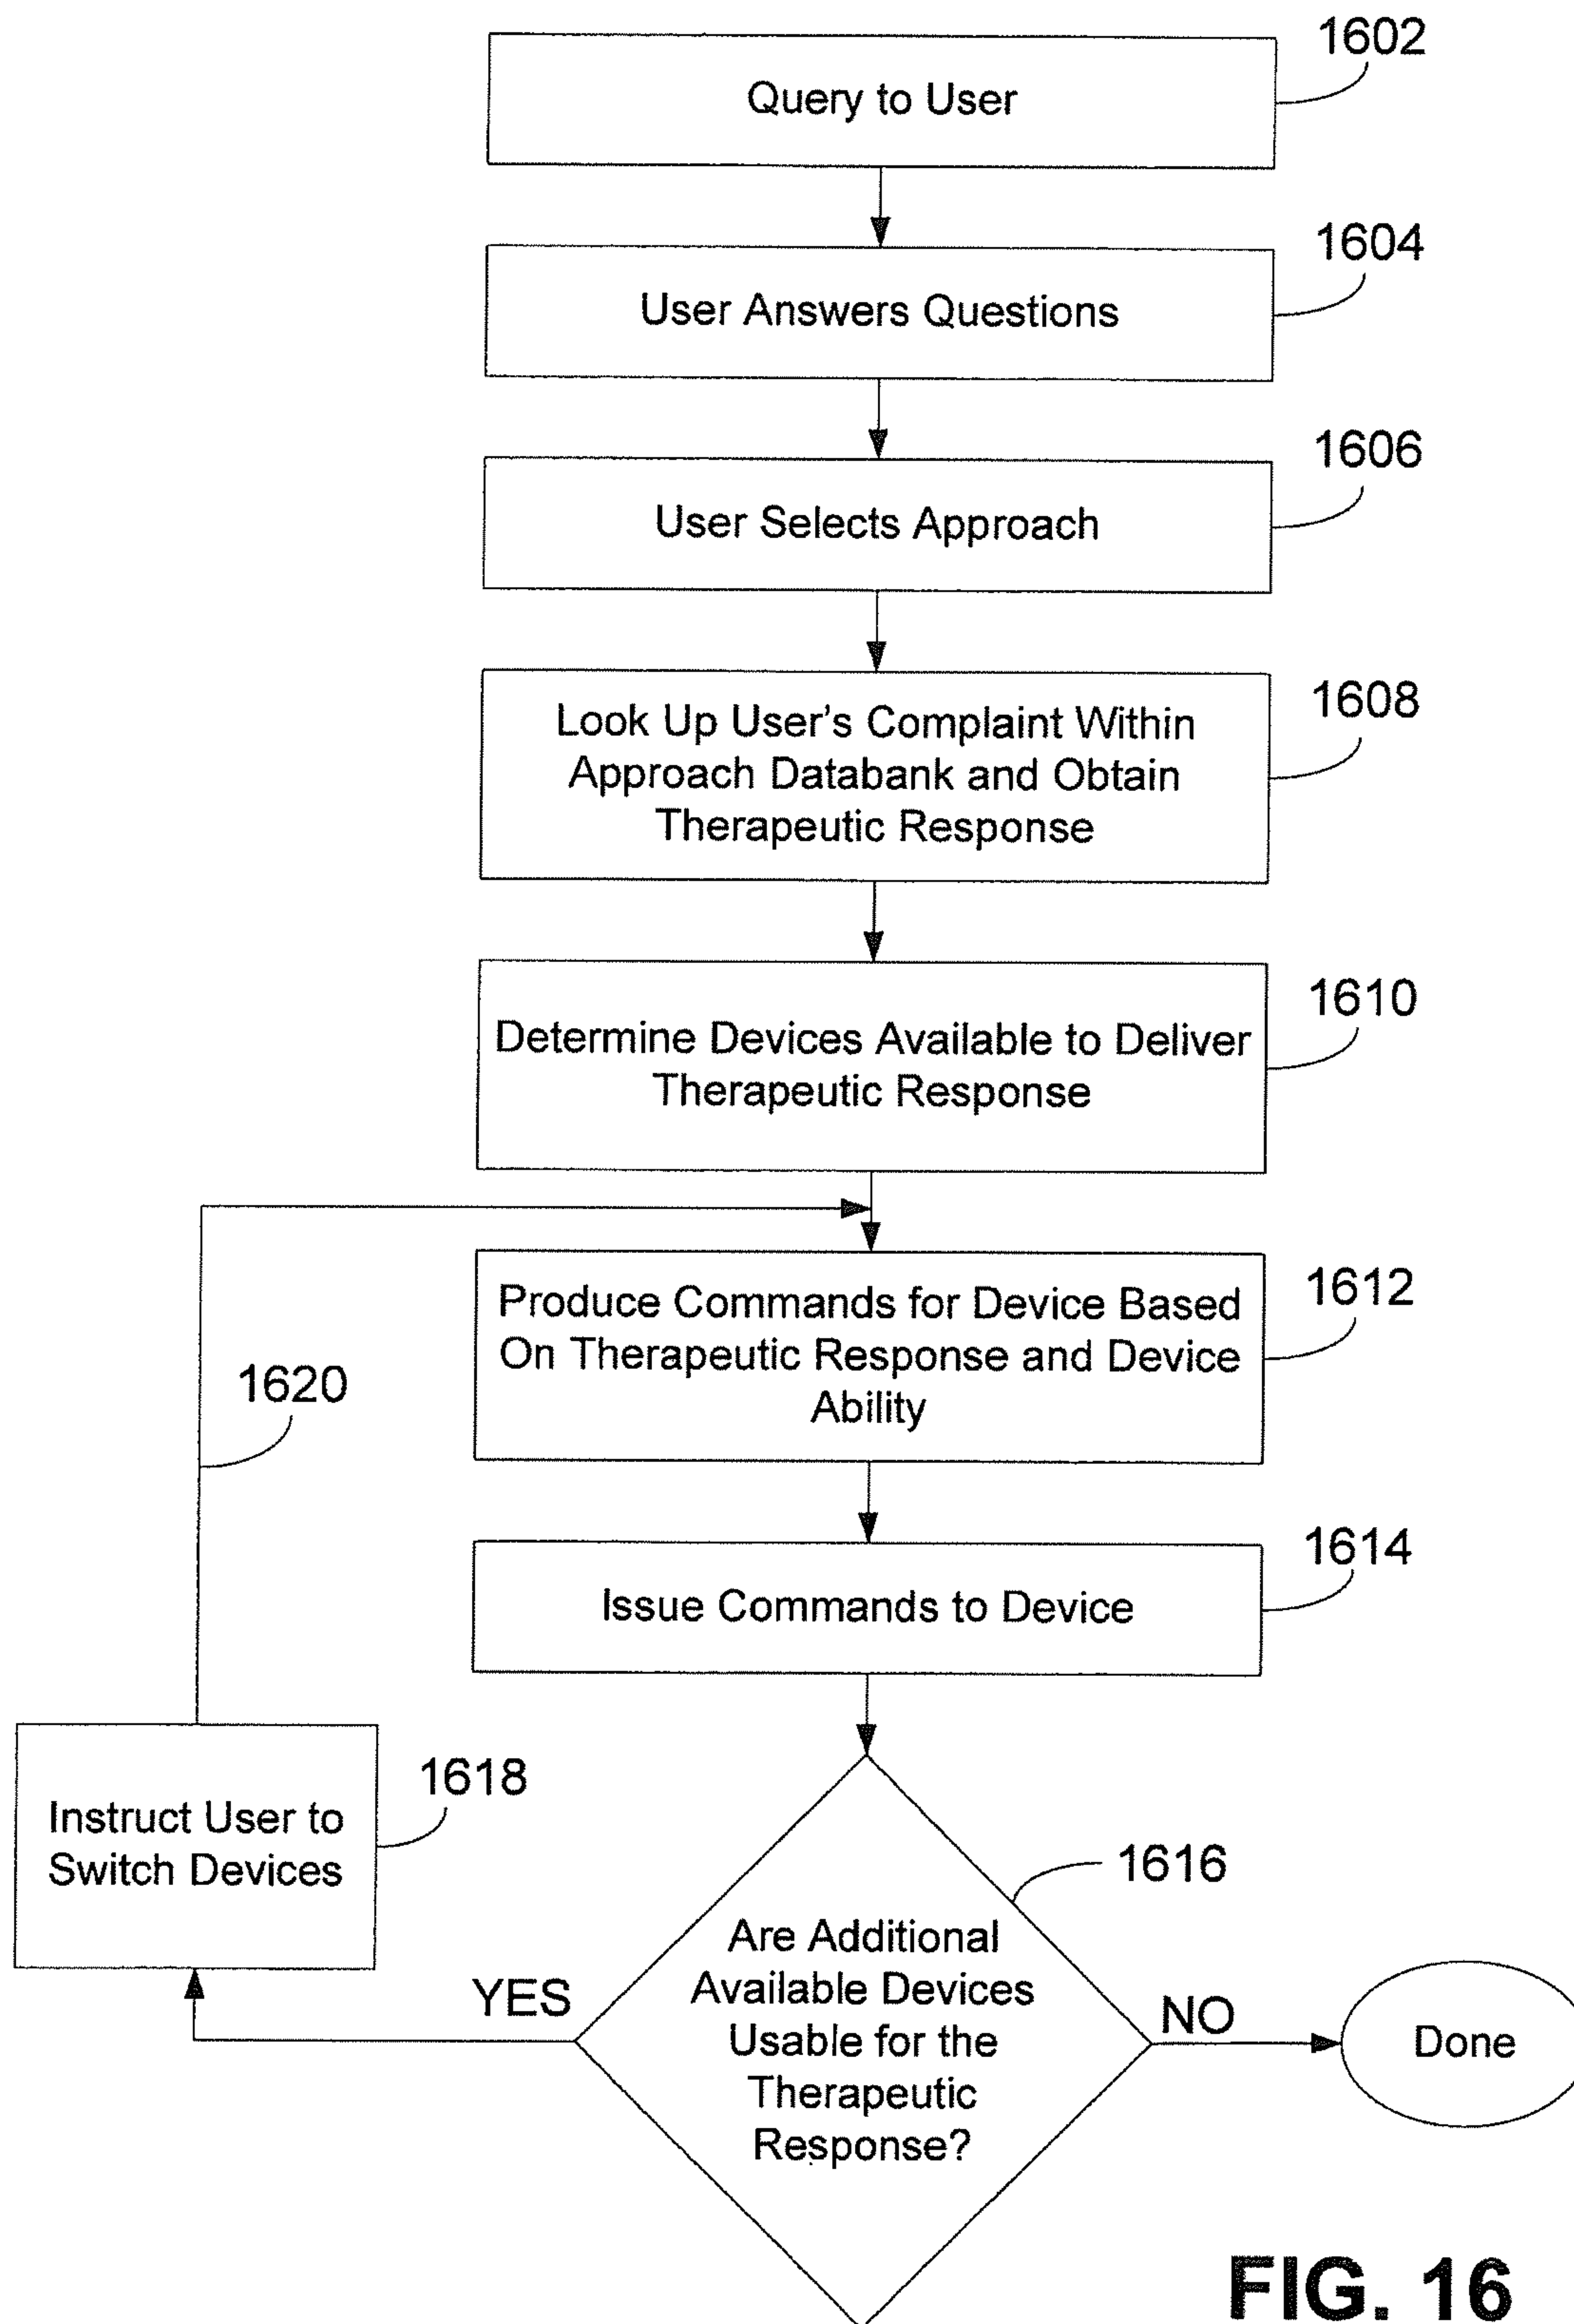 1602
Query to User
1604
User Answers Questions
1606
User Selects Approach
1608
Look Up User's Complaint Within
Approach Databank and Obtain
Therapeutic Response
1610
Determine Devices Available to Deliver
Therapeutic Response
1612
Produce Commands for Device Based
On Therapeutic Response and Device
Ability
1620
1614
Issue Commands to Device
1618
Instruct User to
Switch Devices
1616
Are Additional
Available Devices
Usable for the
Therapeutic
Response?
YES
NO
Done
FIG. 16